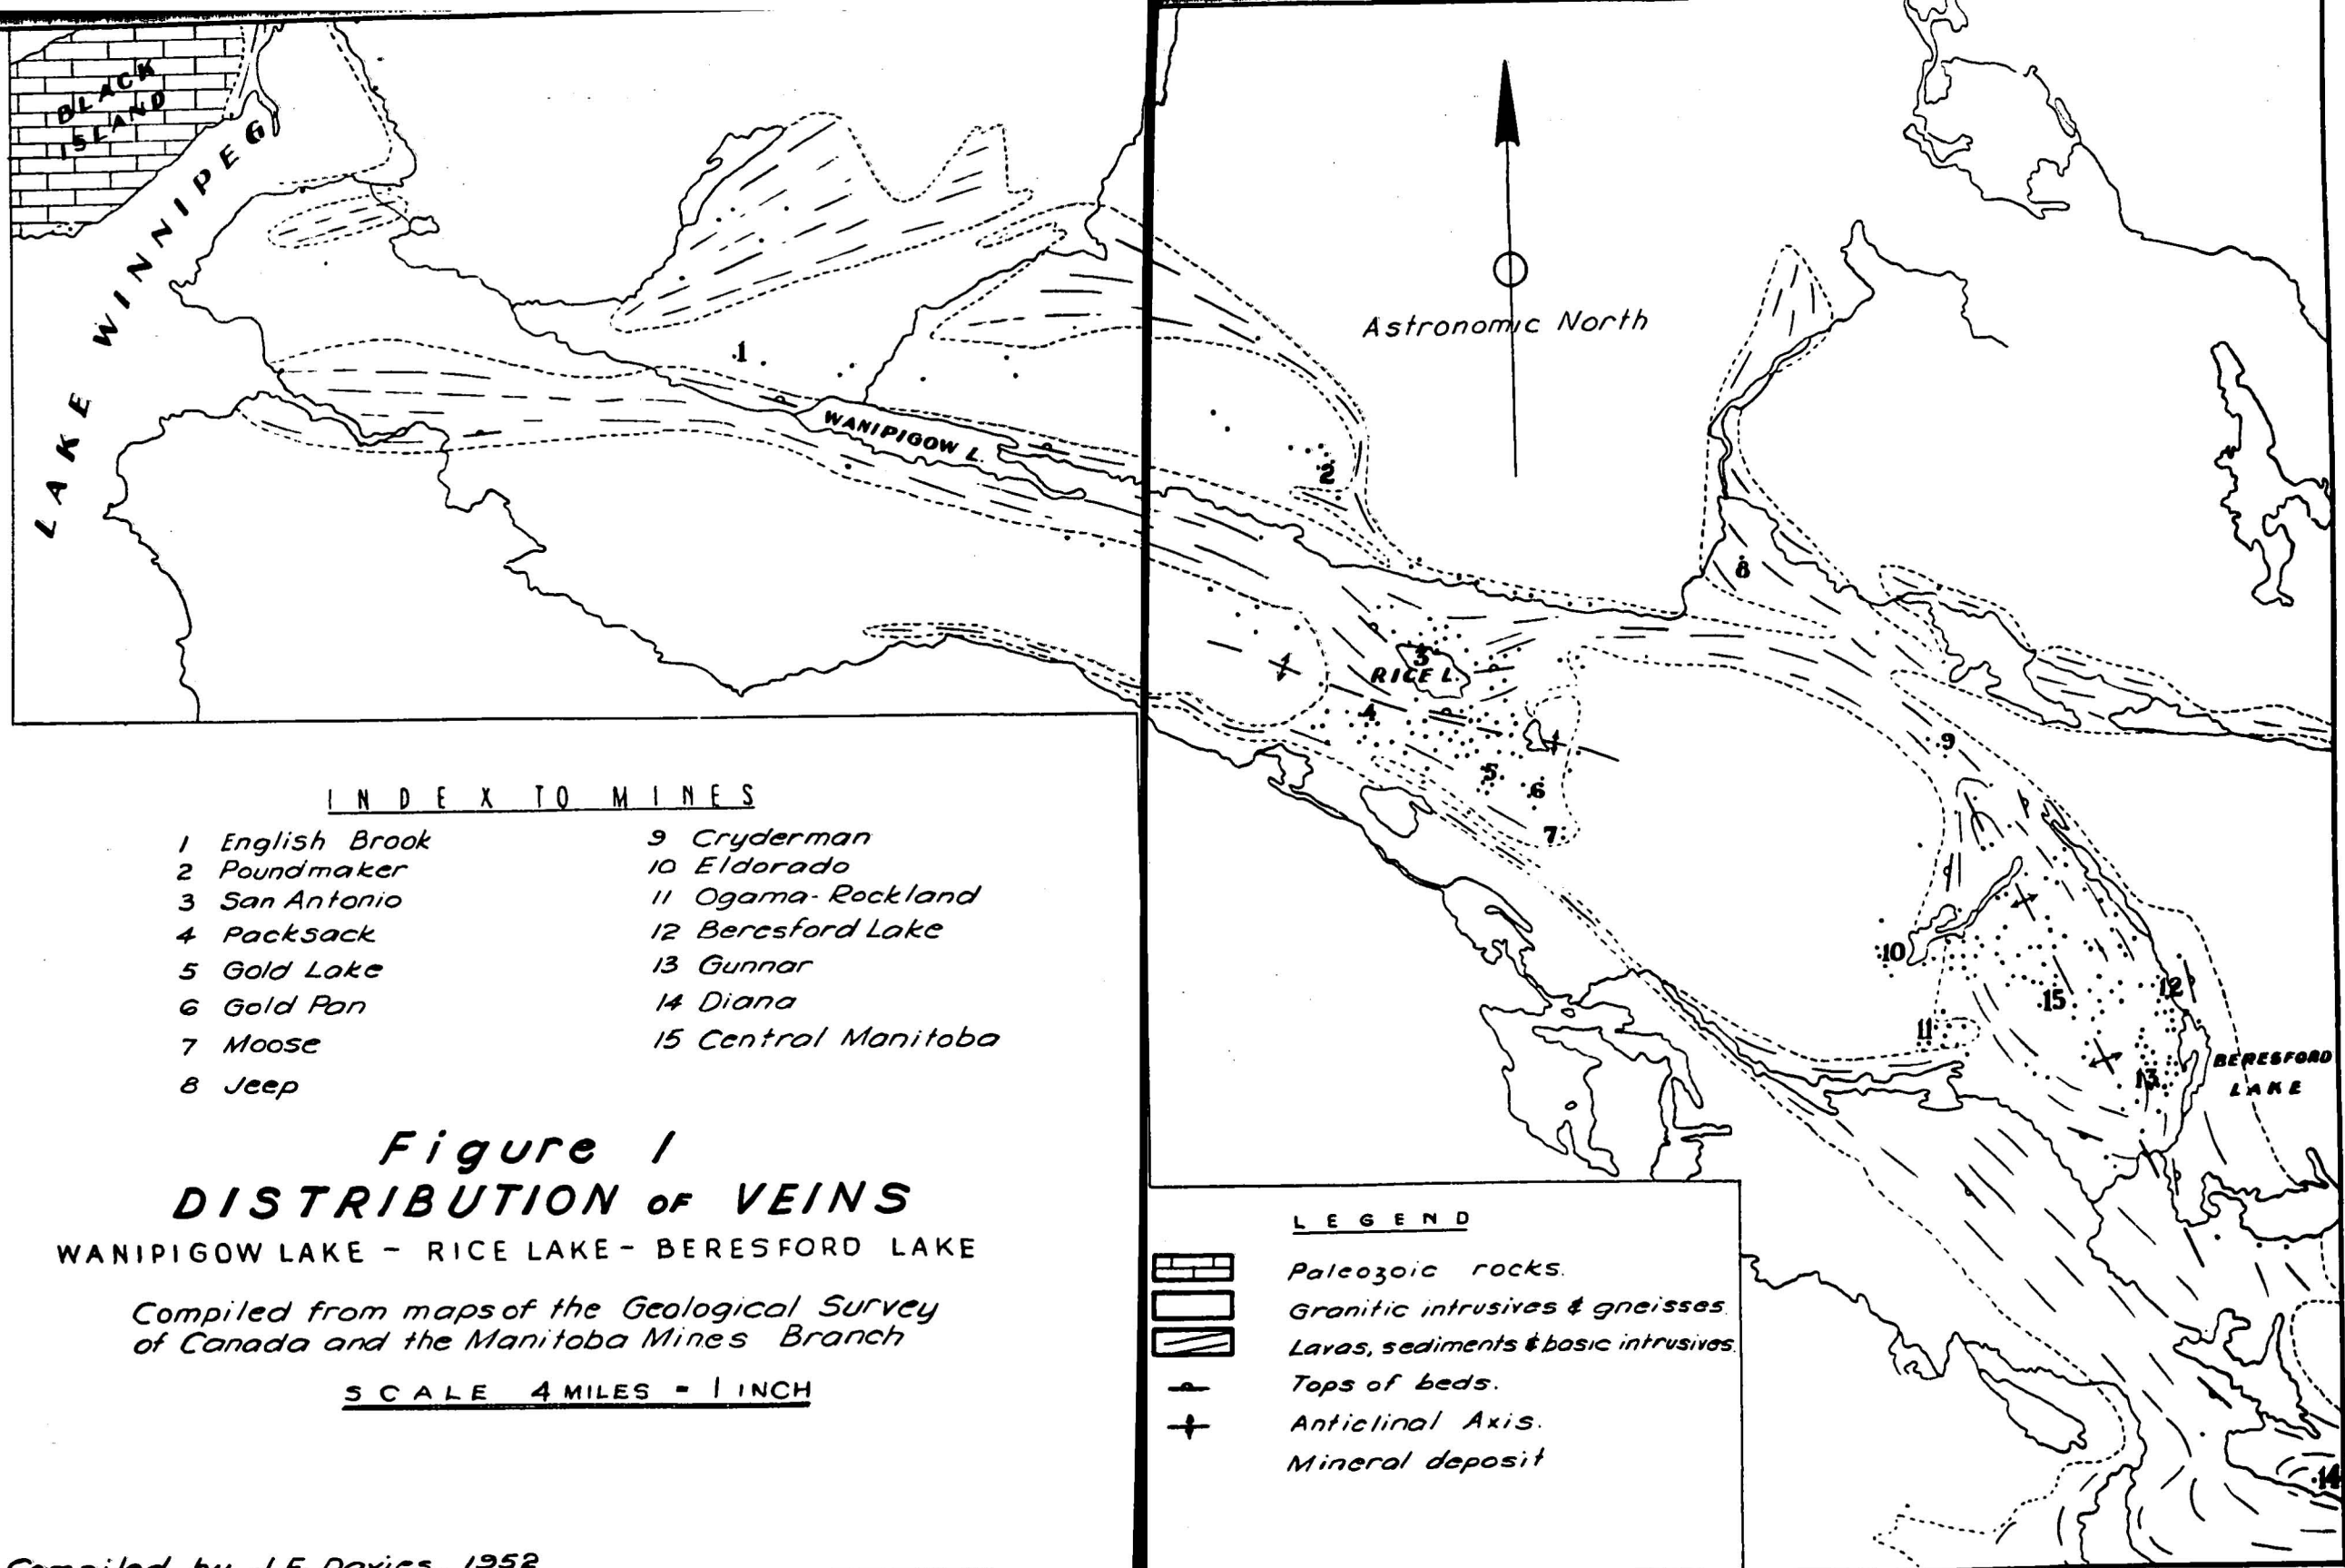 BLACK
ISLAND
LAKE WINNIPEG
1
WANIPIGOW L.
Astronomic North
2
8
3
RICE L.
4
5
6
7
9
10
11
15
12
13
BERESFORD
LAKE
14
INDEX TO MINES
1 English Brook
2 Poundmaker
3 San Antonio
4 Packsack
5 Gold Lake
6 Gold Pan
7 Moose
8 Jeep
9 Cryderman
10 Eldorado
11 Ogama-Rockland
12 Beresford Lake
13 Gunnar
14 Diana
15 Central Manitoba
Figure 1
DISTRIBUTION OF VEINS
WANIPIGOW LAKE - RICE LAKE - BERESFORD LAKE
Compiled from maps of the Geological Survey
of Canada and the Manitoba Mines Branch
SCALE 4 MILES = 1 INCH
Compiled by J.F. Davies 1952
LEGEND
Paleozoic rocks.
Granitic intrusives & gneisses.
Lavas, sediments & basic intrusives.
Tops of beds.
Anticlinal Axis.
Mineral deposit